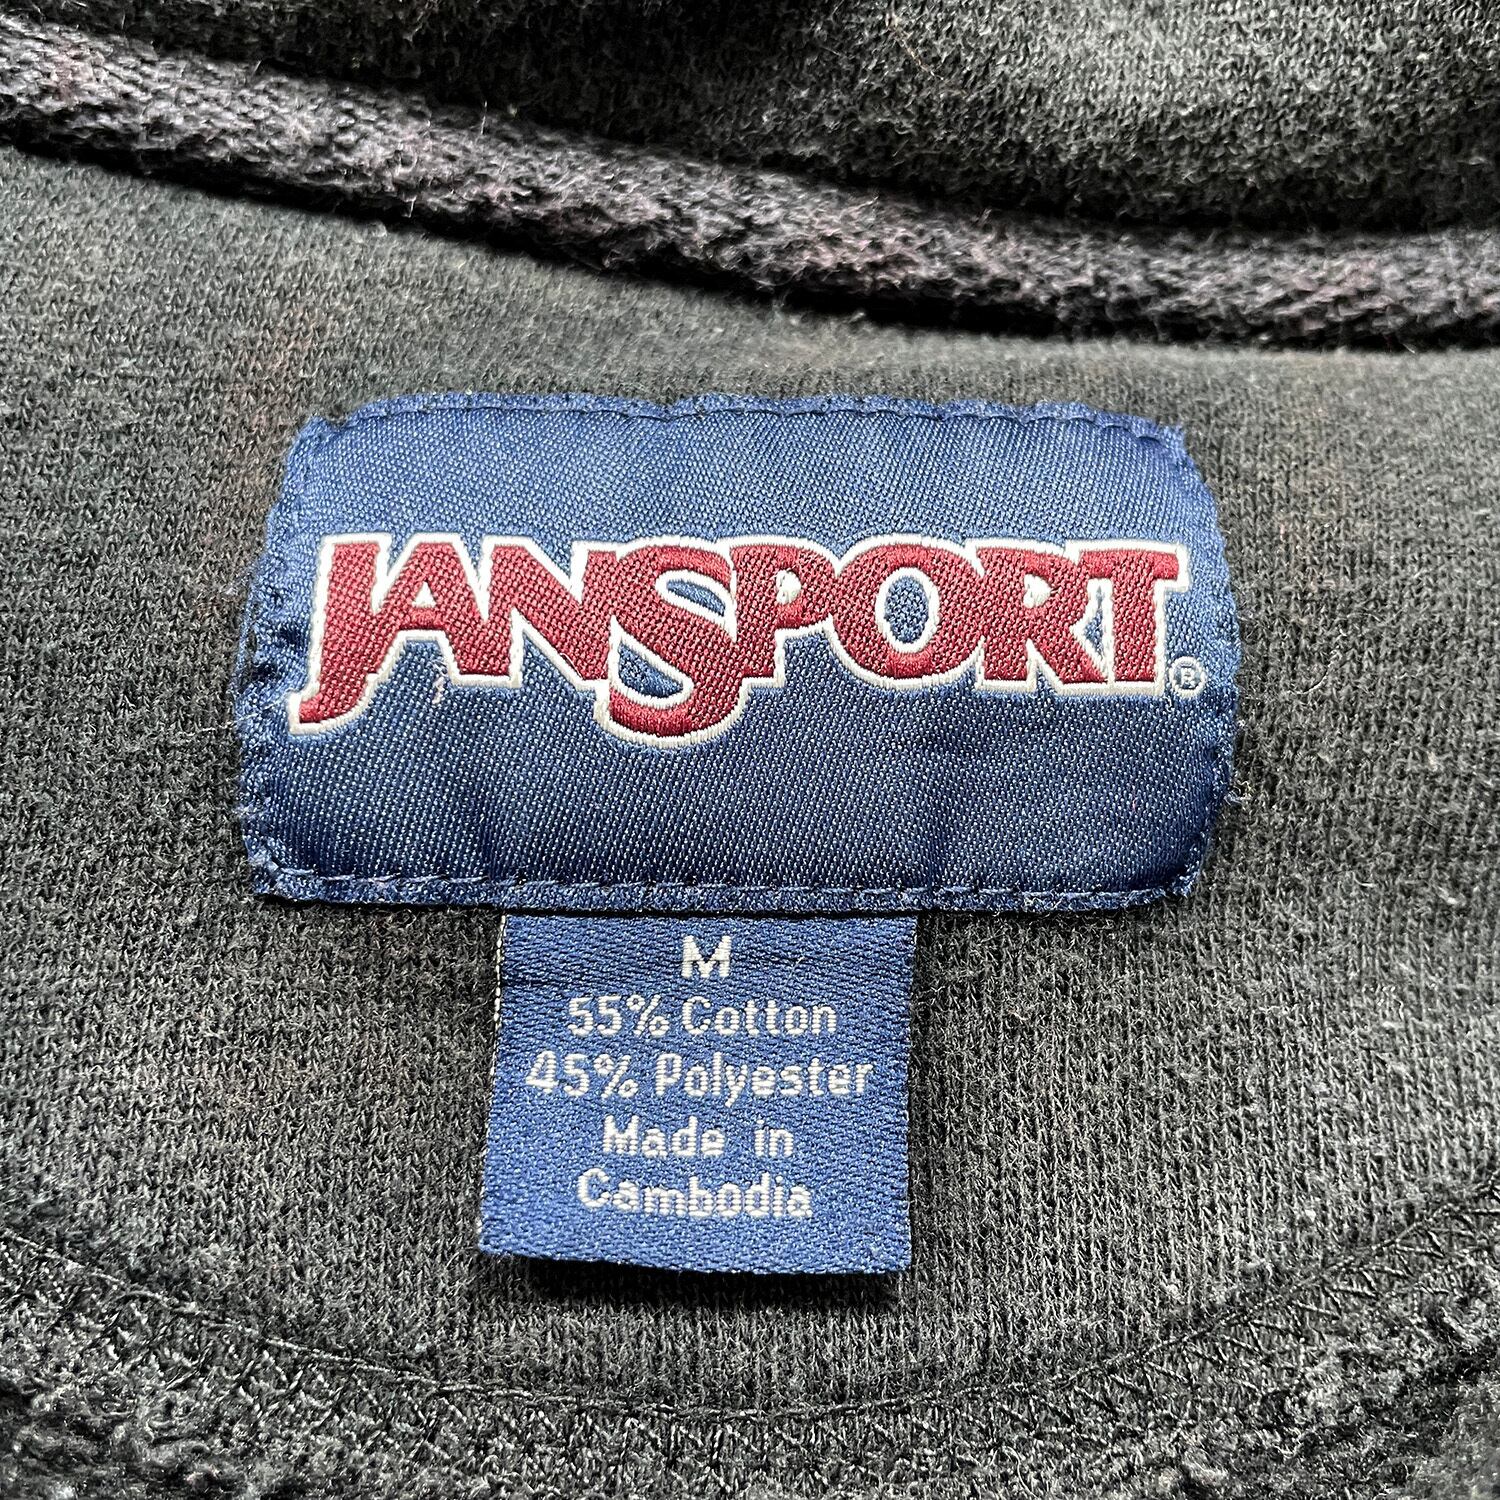 JANSPORT®
M
55% Cotton
45% Polyester
Made in
Cambodia